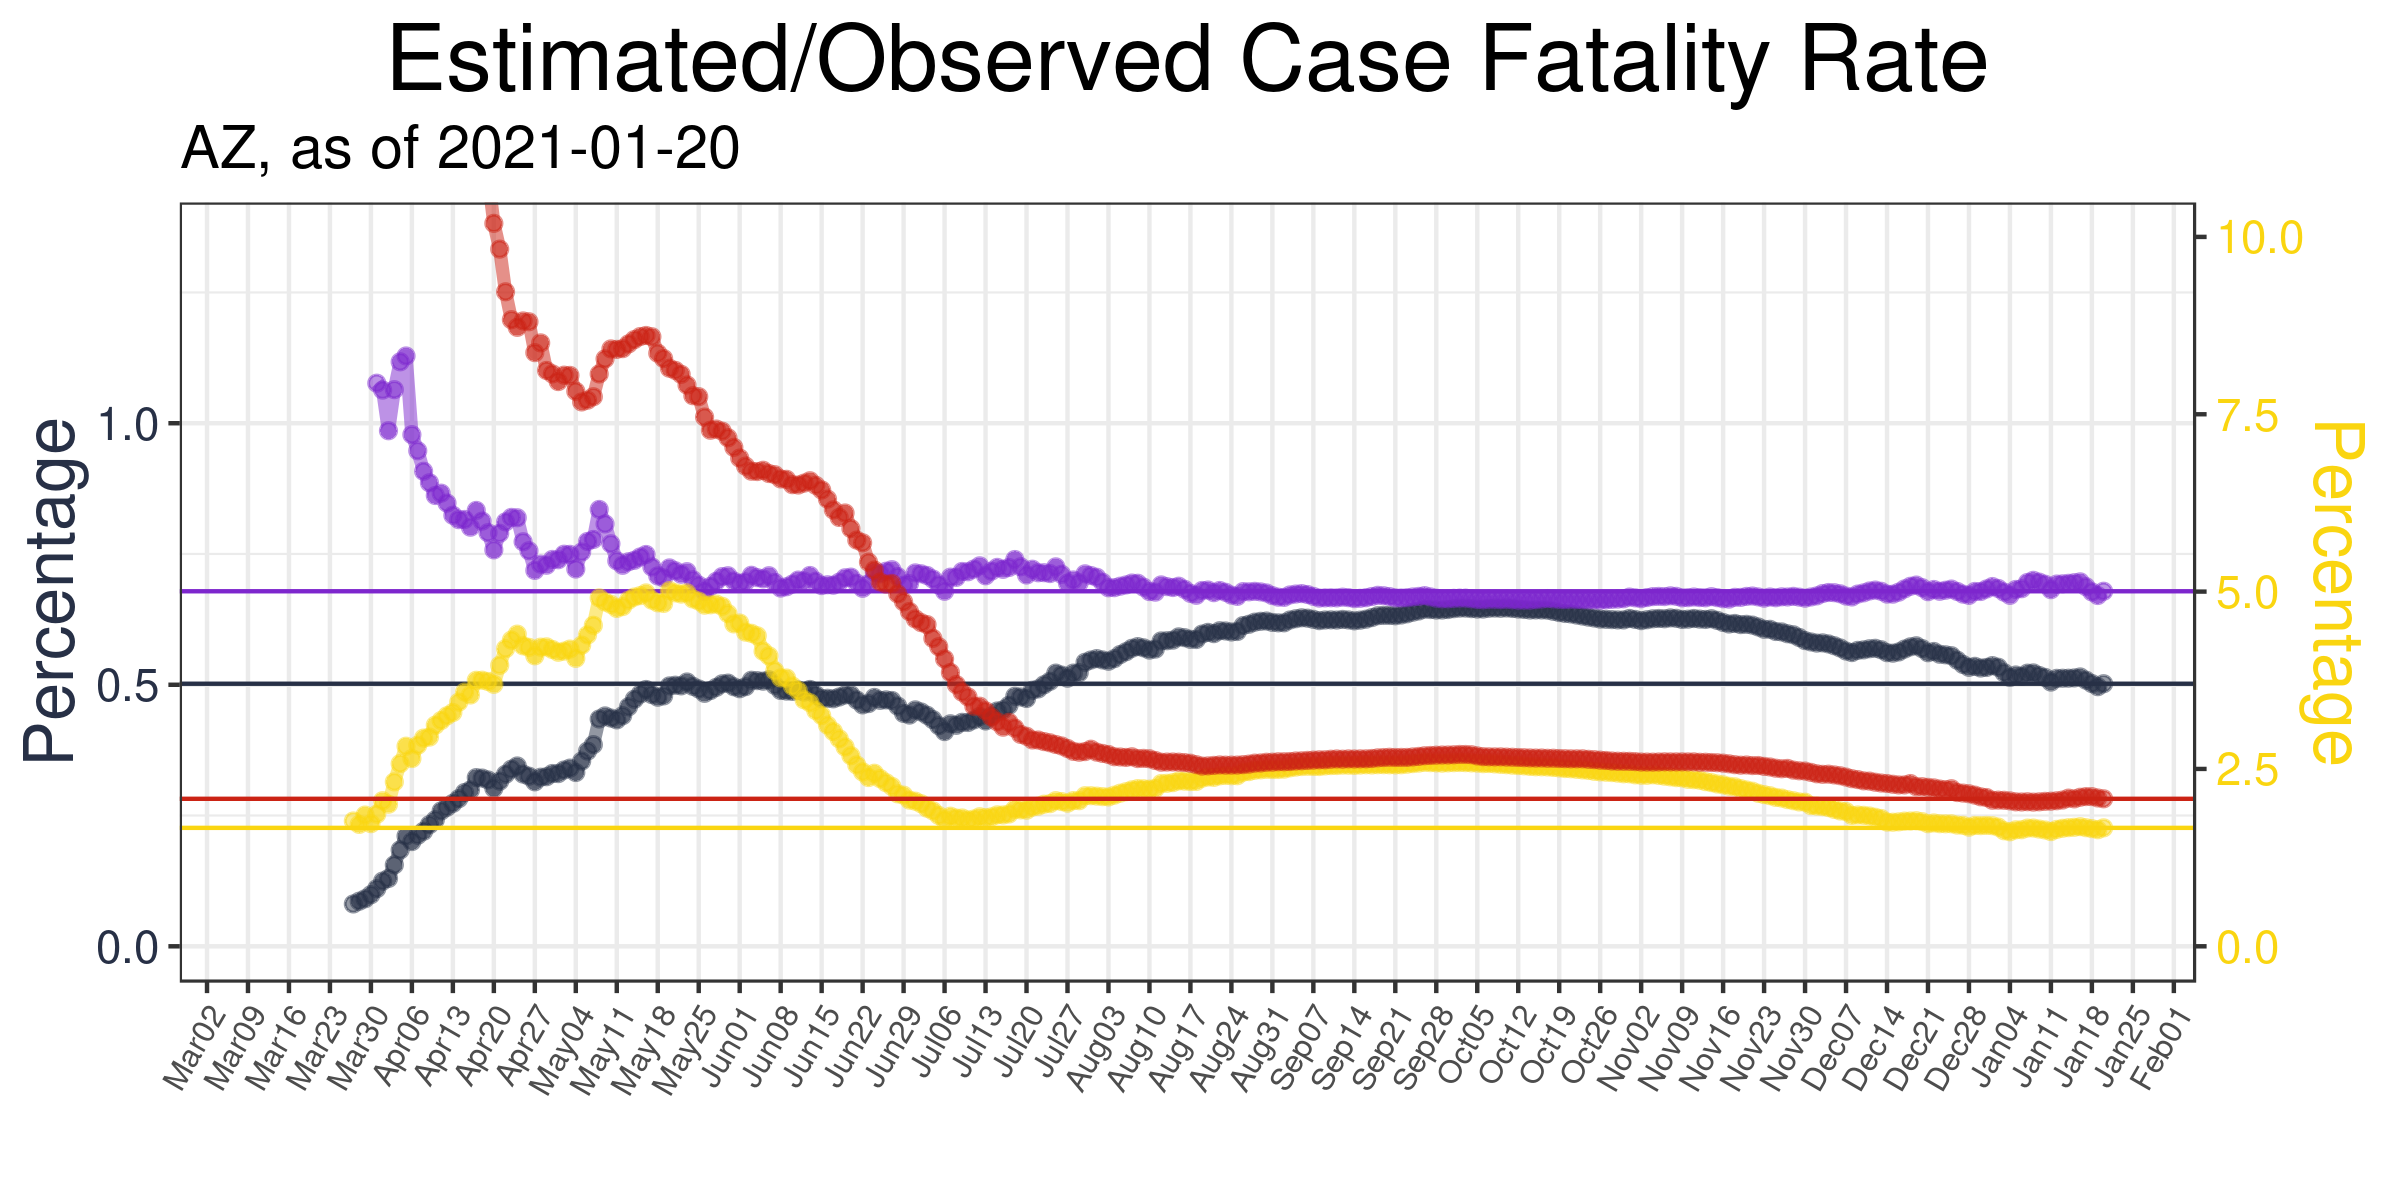 Estimated/Observed Case Fatality Rate
AZ, as of 2021-01-20
Percentage
1.0
0.5
0.0
10.0
7.5
5.0
2.5
0.0
Percentage
Mar02 Mar09 Mar16 Mar23 Mar30 Apr06 Apr13 Apr20 Apr27 May04 May11 May18 May25 Jun01 Jun08 Jun15 Jun22 Jun29 Jul06 Jul13 Jul20 Jul27 Aug03 Aug10 Aug17 Aug24 Aug31 Sep07 Sep14 Sep21 Sep28 Oct05 Oct12 Oct19 Oct26 Nov02 Nov09 Nov16 Nov23 Nov30 Dec07 Dec14 Dec21 Dec28 Jan04 Jan11 Jan18 Jan25 Feb01